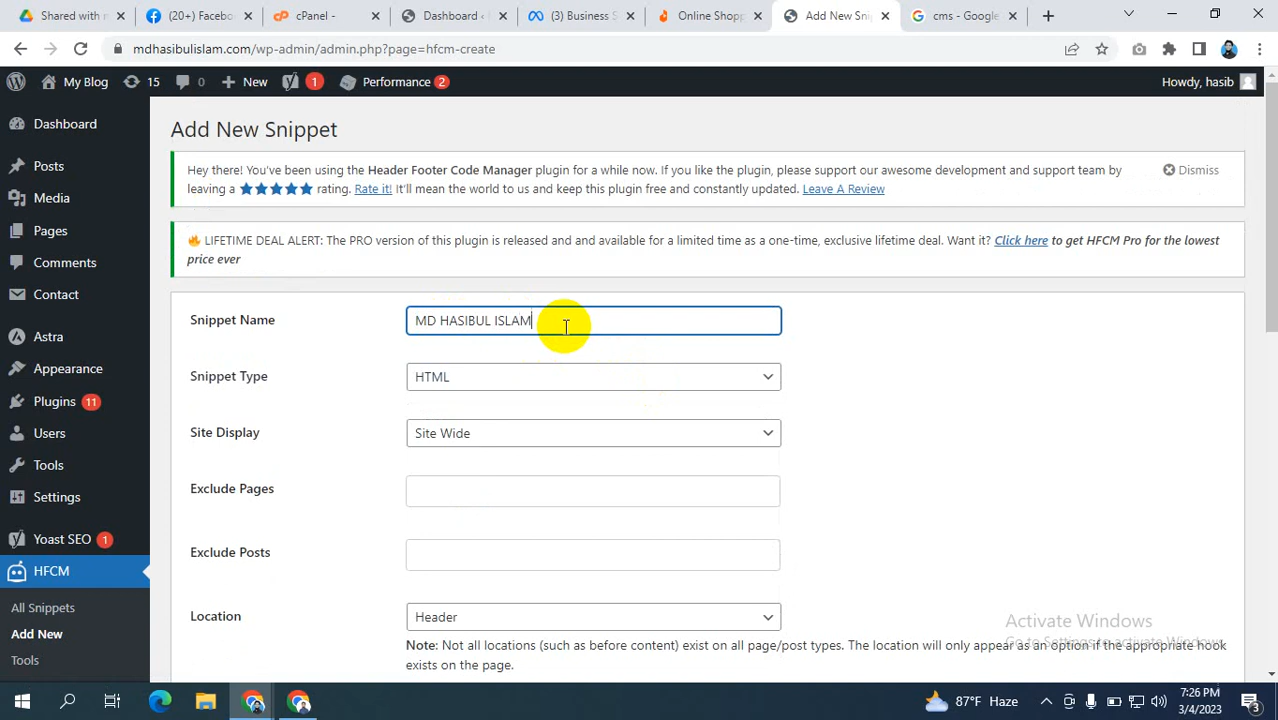 Shared with m
(20+) Facebo
cPanel -
Dashboard ‹
(3) Business S
Online Shopp
Add New Snip
cms - Google
mdhasibulislam.com/wp-admin/admin.php?page=hfcm-create
My Blog
15
0
New
1
Performance 2
Howdy, hasib
Dashboard
Posts
Media
Pages
Comments
Contact
Astra
Appearance
Plugins 11
Users
Tools
Settings
Yoast SEO 1
HFCM
All Snippets
Add New
Tools
Add New Snippet
Hey there! You've been using the Header Footer Code Manager plugin for a while now. If you like the plugin, please support our awesome development and support team by
leaving a ★★★★★ rating. Rate it! It'll mean the world to us and keep this plugin free and constantly updated. Leave A Review
Dismiss
🔥 LIFETIME DEAL ALERT: The PRO version of this plugin is released and and available for a limited time as a one-time, exclusive lifetime deal. Want it? Click here to get HFCM Pro for the lowest
price ever
Snippet Name
MD HASIBUL ISLAM
Snippet Type
HTML
Site Display
Site Wide
Exclude Pages
Exclude Posts
Location
Header
Note: Not all locations (such as before content) exist on all page/post types. The location will only appear as an option if the appropriate hook
exists on the page.
Activate Windows
Go to Settings to activate Windows.
87°F Haze
7:26 PM
3/4/2023
3